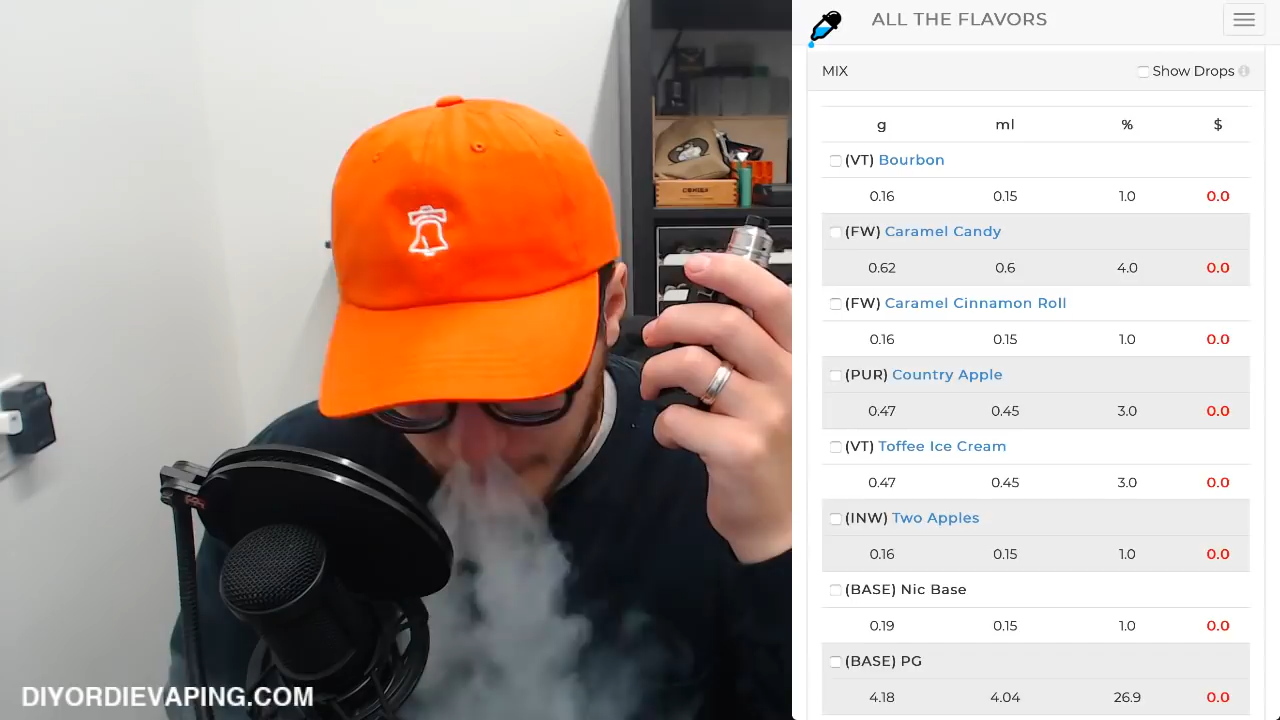 ALL THE FLAVORS
MIX
Show Drops
g ml % $
(VT) Bourbon
0.16 0.15 1.0 0.0
(FW) Caramel Candy
0.62 0.6 4.0 0.0
(FW) Caramel Cinnamon Roll
0.16 0.15 1.0 0.0
(PUR) Country Apple
0.47 0.45 3.0 0.0
(VT) Toffee Ice Cream
0.47 0.45 3.0 0.0
(INW) Two Apples
0.16 0.15 1.0 0.0
(BASE) Nic Base
0.19 0.15 1.0 0.0
(BASE) PG
4.18 4.04 26.9 0.0
DIYORDIEVAPING.COM